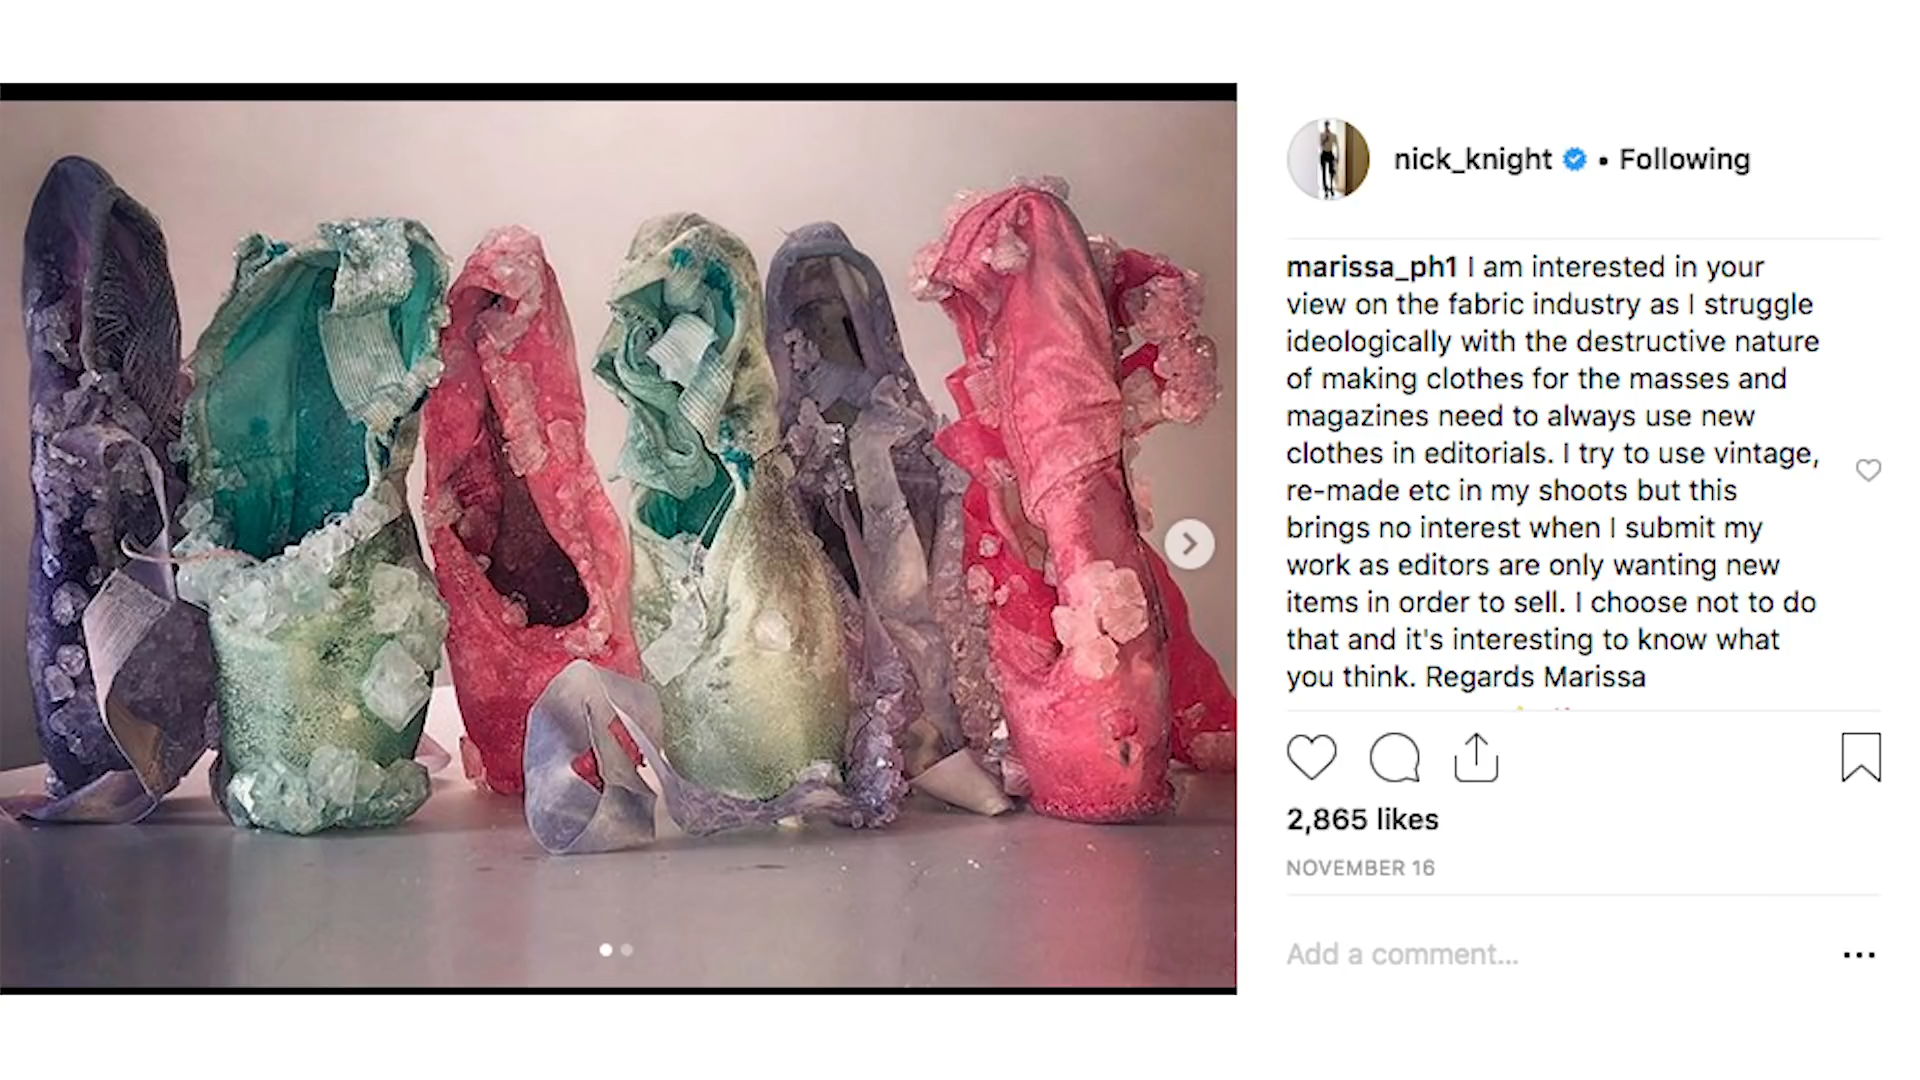 nick_knight • Following
marissa_ph1 I am interested in your
view on the fabric industry as I struggle
ideologically with the destructive nature
of making clothes for the masses and
magazines need to always use new
clothes in editorials. I try to use vintage,
re-made etc in my shoots but this
brings no interest when I submit my
work as editors are only wanting new
items in order to sell. I choose not to do
that and it's interesting to know what
you think. Regards Marissa
2,865 likes
NOVEMBER 16
Add a comment...